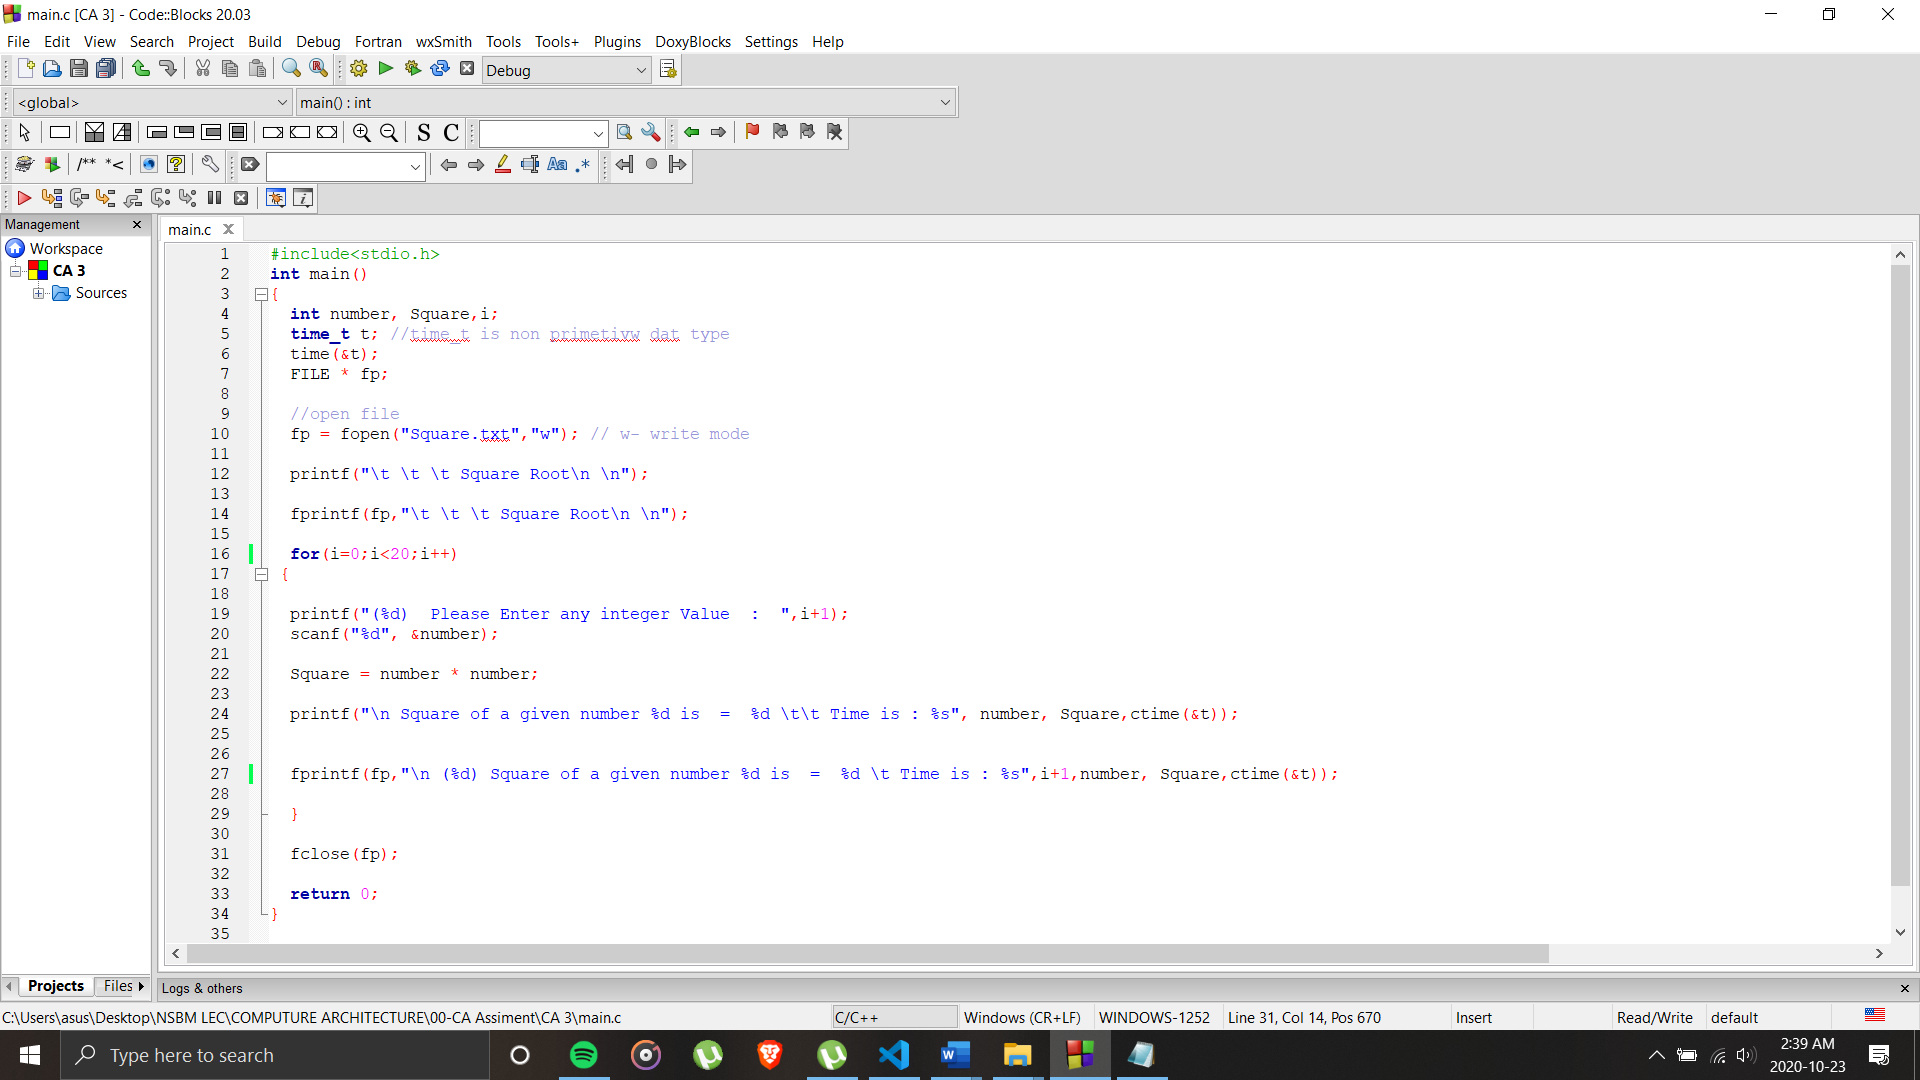 main.c [CA 3] - Code::Blocks 20.03
File Edit View Search Project Build Debug Fortran wxSmith Tools Tools+ Plugins DoxyBlocks Settings Help
Debug
<global> main() : int
S C
/** *< Aa .*
Management
main.c
Workspace
CA 3
Sources
1 #include<stdio.h>
2 int main()
3 {
4 int number, Square,i;
5 time_t t; //time_t is non primetivw dat type
6 time(&t);
7 FILE * fp;
8
9 //open file
10 fp = fopen("Square.txt","w"); // w- write mode
11
12 printf("\t \t \t Square Root\n \n");
13
14 fprintf(fp,"\t \t \t Square Root\n \n");
15
16 for(i=0;i<20;i++)
17 {
18
19 printf("(%d)  Please Enter any integer Value  :  ",i+1);
20 scanf("%d", &number);
21
22 Square = number * number;
23
24 printf("\n Square of a given number %d is  =  %d \t\t Time is : %s", number, Square,ctime(&t));
25
26
27 fprintf(fp,"\n (%d) Square of a given number %d is  =  %d \t Time is : %s",i+1,number, Square,ctime(&t));
28
29 }
30
31 fclose(fp);
32
33 return 0;
34 }
35
Projects Files
Logs & others
C:\Users\asus\Desktop\NSBM LEC\COMPUTURE ARCHITECTURE\00-CA Assiment\CA 3\main.c C/C++ Windows (CR+LF) WINDOWS-1252 Line 31, Col 14, Pos 670 Insert Read/Write default
Type here to search
2:39 AM
2020-10-23